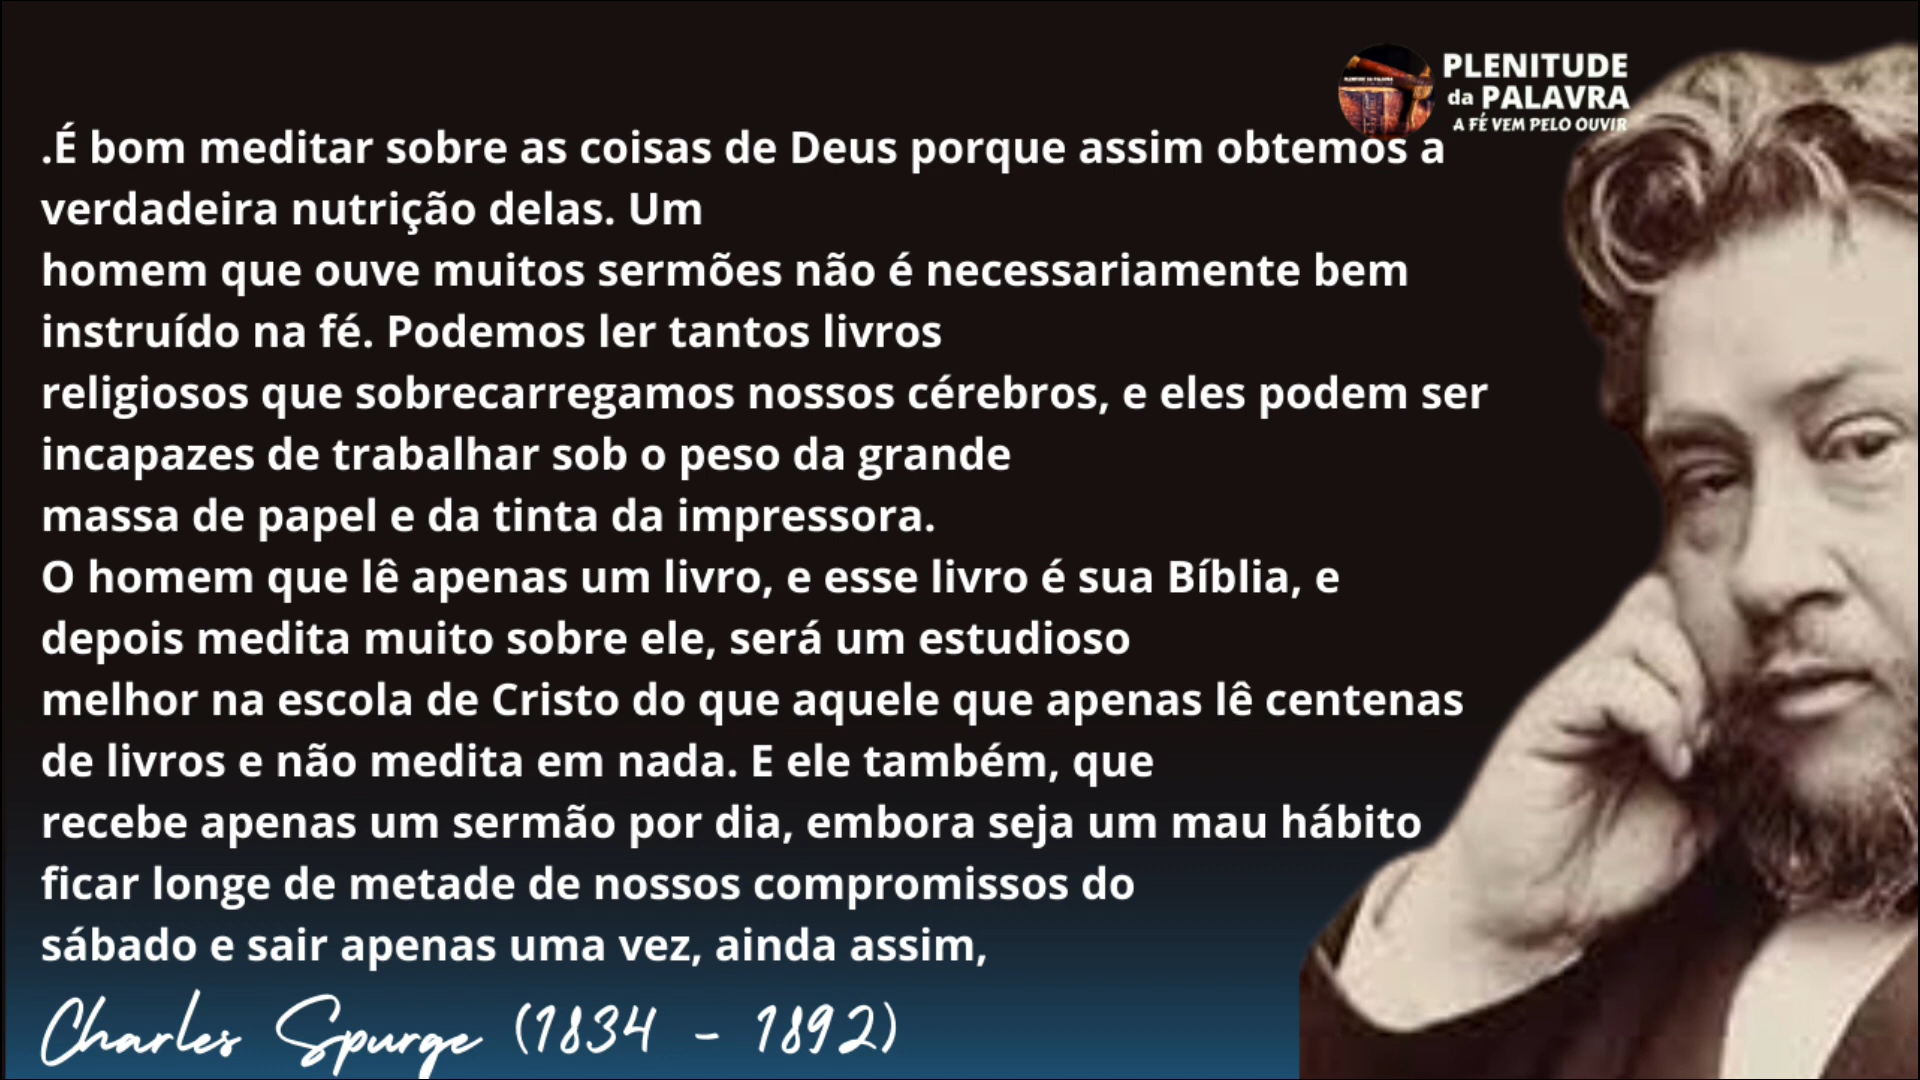 PLENITUDE
da PALAVRA
A FÉ VEM PELO OUVIR
.É bom meditar sobre as coisas de Deus porque assim obtemos a
verdadeira nutrição delas. Um
homem que ouve muitos sermões não é necessariamente bem
instruído na fé. Podemos ler tantos livros
religiosos que sobrecarregamos nossos cérebros, e eles podem ser
incapazes de trabalhar sob o peso da grande
massa de papel e da tinta da impressora.
O homem que lê apenas um livro, e esse livro é sua Bíblia, e
depois medita muito sobre ele, será um estudioso
melhor na escola de Cristo do que aquele que apenas lê centenas
de livros e não medita em nada. E ele também, que
recebe apenas um sermão por dia, embora seja um mau hábito
ficar longe de metade de nossos compromissos do
sábado e sair apenas uma vez, ainda assim,
Charles Spurge (1834 - 1892)